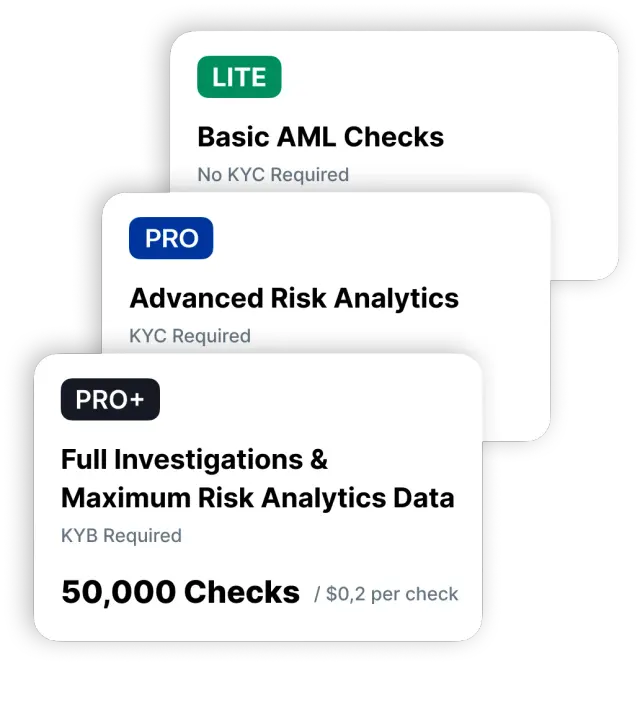 LITE
Basic AML Checks
No KYC Required
PRO
Advanced Risk Analytics
KYC Required
PRO+
Full Investigations &
Maximum Risk Analytics Data
KYB Required
50,000 Checks / $0,2 per check